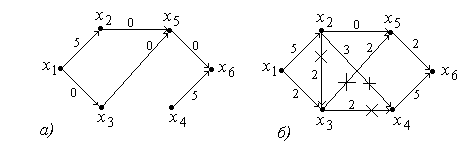 x2 0 x5
5 0 0
x1 x6
0 5
x3 x4
а)
x2 0 x5
5 3 2 2
x1 2 x6
2 2 5
x3 x4
б)